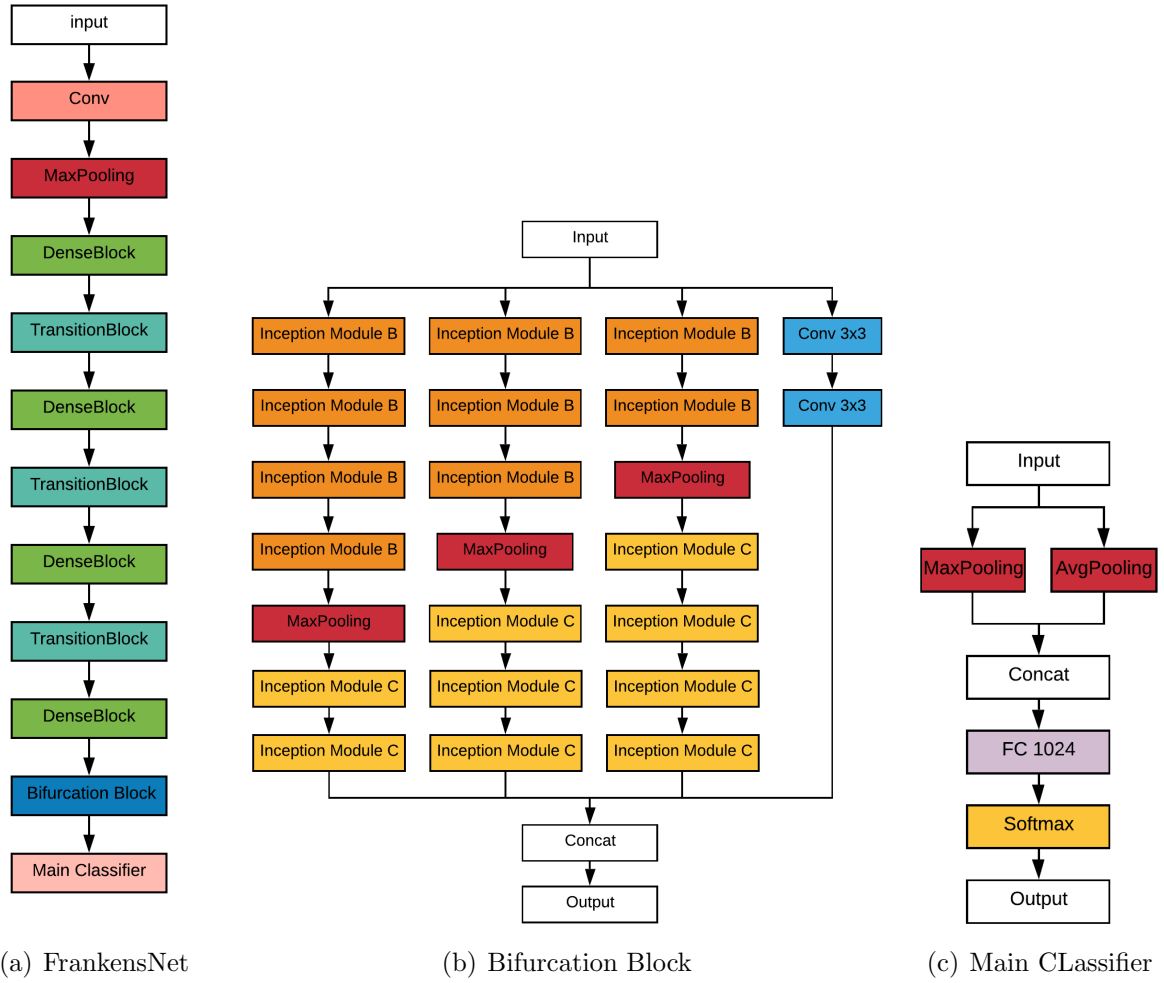 input
Conv
MaxPooling
DenseBlock
TransitionBlock
DenseBlock
TransitionBlock
DenseBlock
TransitionBlock
DenseBlock
Bifurcation Block
Main Classifier
(a) FrankensNet
Input
Inception Module B
Inception Module B
Inception Module B
Conv 3x3
Inception Module B
Inception Module B
Inception Module B
Conv 3x3
Inception Module B
Inception Module B
MaxPooling
Inception Module B
MaxPooling
Inception Module C
MaxPooling
Inception Module C
Inception Module C
Inception Module C
Inception Module C
Inception Module C
Inception Module C
Inception Module C
Inception Module C
Concat
Output
(b) Bifurcation Block
Input
MaxPooling
AvgPooling
Concat
FC 1024
Softmax
Output
(c) Main CLassifier